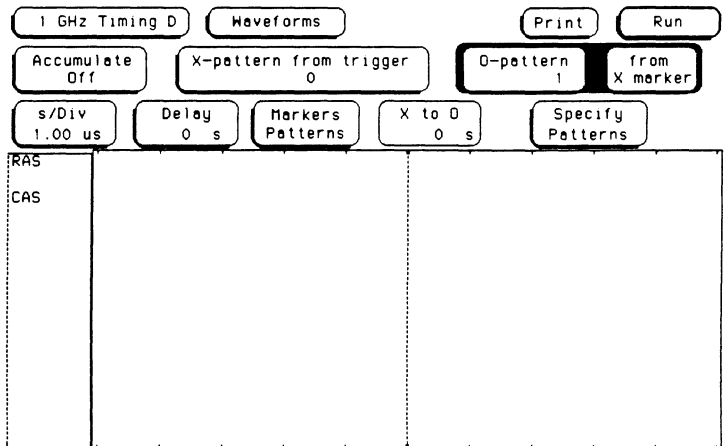 1 GHz Timing D Waveforms Print Run
Accumulate
Off
X-pattern from trigger
0
O-pattern
1
from
X marker
s/Div
1.00 us
Delay
0 s
Markers
Patterns
X to O
0 s
Specify
Patterns
RAS
CAS